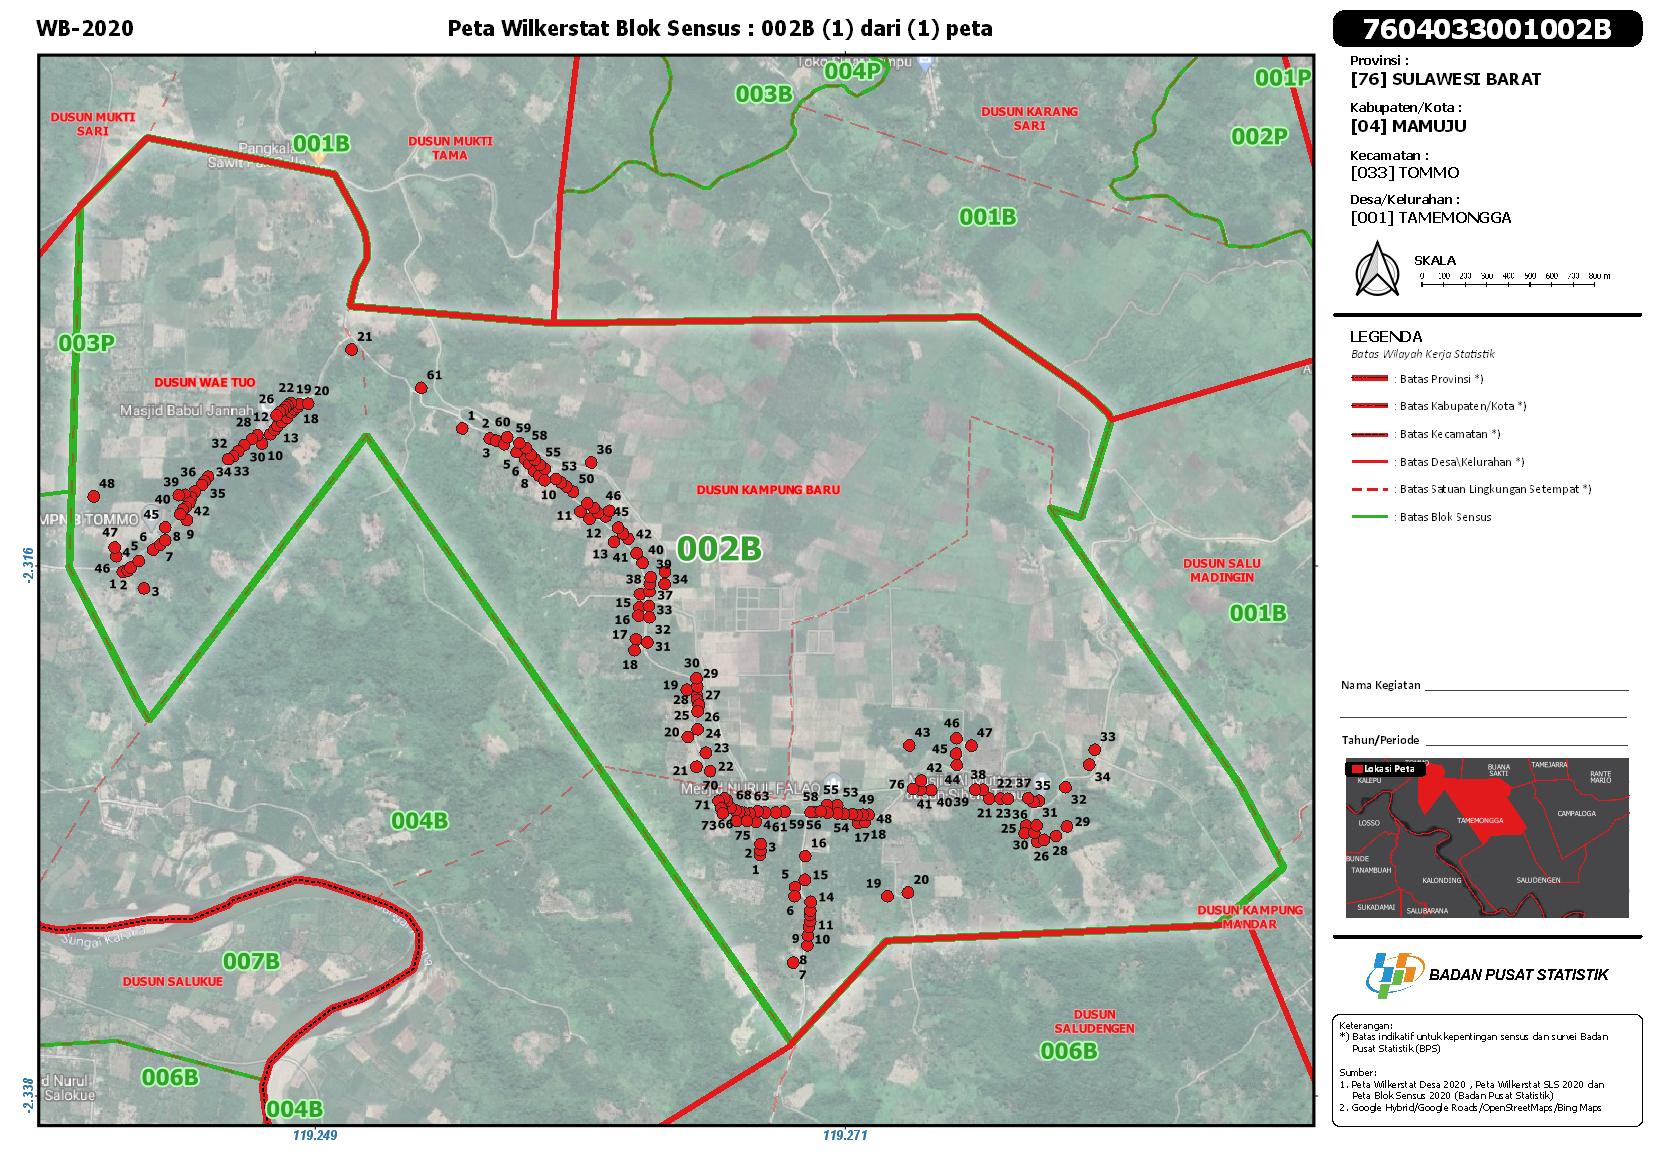 WB-2020
Peta Wilkerstat Blok Sensus : 002B (1) dari (1) peta
7604033001002B
Provinsi :
[76] SULAWESI BARAT
Kabupaten/Kota :
[04] MAMUJU
Kecamatan :
[033] TOMMO
Desa/Kelurahan :
[001] TAMEMONGGA
SKALA
0 100 200 300 400 500 600 700 800 m
LEGENDA
Batas Wilayah Kerja Statistik
: Batas Provinsi *)
: Batas Kabupaten/Kota *)
: Batas Kecamatan *)
: Batas Desa\Kelurahan *)
: Batas Satuan Lingkungan Setempat *)
: Batas Blok Sensus
Nama Kegiatan
Tahun/Periode
Lokasi Peta
BUANA
SAKTI
TAMEJARRA
RANTE
MARIO
KALEPU
LOSSO
TAMEMONGGA
CAMPALOGA
BUNDE
TANAMBUAH
KALONDING
SALUDENGEN
SUKADAMAI
SALUBARANA
BADAN PUSAT STATISTIK
Keterangan:
*) Batas indikatif untuk kepentingan sensus dan survei Badan
Pusat Statistik (BPS)
Sumber:
1. Peta Wilkerstat Desa 2020 , Peta Wilkerstat SLS 2020 dan
Peta Blok Sensus 2020 (Badan Pusat Statistik)
2. Google Hybrid/Google Roads/OpenStreetMaps/Bing Maps
004P
003B
001P
DUSUN MUKTI
SARI
001B
DUSUN MUKTI
TAMA
DUSUN KARANG
SARI
002P
Pangkala
001B
003P
21
DUSUN WAE TUO
61
Masjid Babul Jannah
22 19 20
26
12 18
28 13
32 30 10
1
2 60 59 58
3 55
5 53
6 50
8 10
36
DUSUN KAMPUNG BARU
48
36 34 33
39 35
40 42
45 9
MPN 3 TOMMO
47
6 8
4 5 7
46 1 2 3
46
11 45
12 42
13 41 40
002B
39
38 34
37
15 33
16 32
17 31
18
DUSUN SALU
MADINGIN
001B
30
19 29
28 27
25 26
20 24
23
21 22
70
Mesjid NURUL FALAQ
71 68 63
73 66 4 61
75
2 3
1
58 55 53 49
59 56 54 48
17 18
16
5 15
6 14
11
9 10
8
7
19 20
43 46 47
45
42 44
76 38
41 40 39
22 37 35
21 23 36 31
25 29
30 28
26
33
34
32
004B
DUSUN KAMPUNG
MANDAR
007B
DUSUN SALUKUE
DUSUN
SALUDENGEN
006B
006B
d Nurul
Salokue
004B
-2.316
-2.338
119.249
119.271